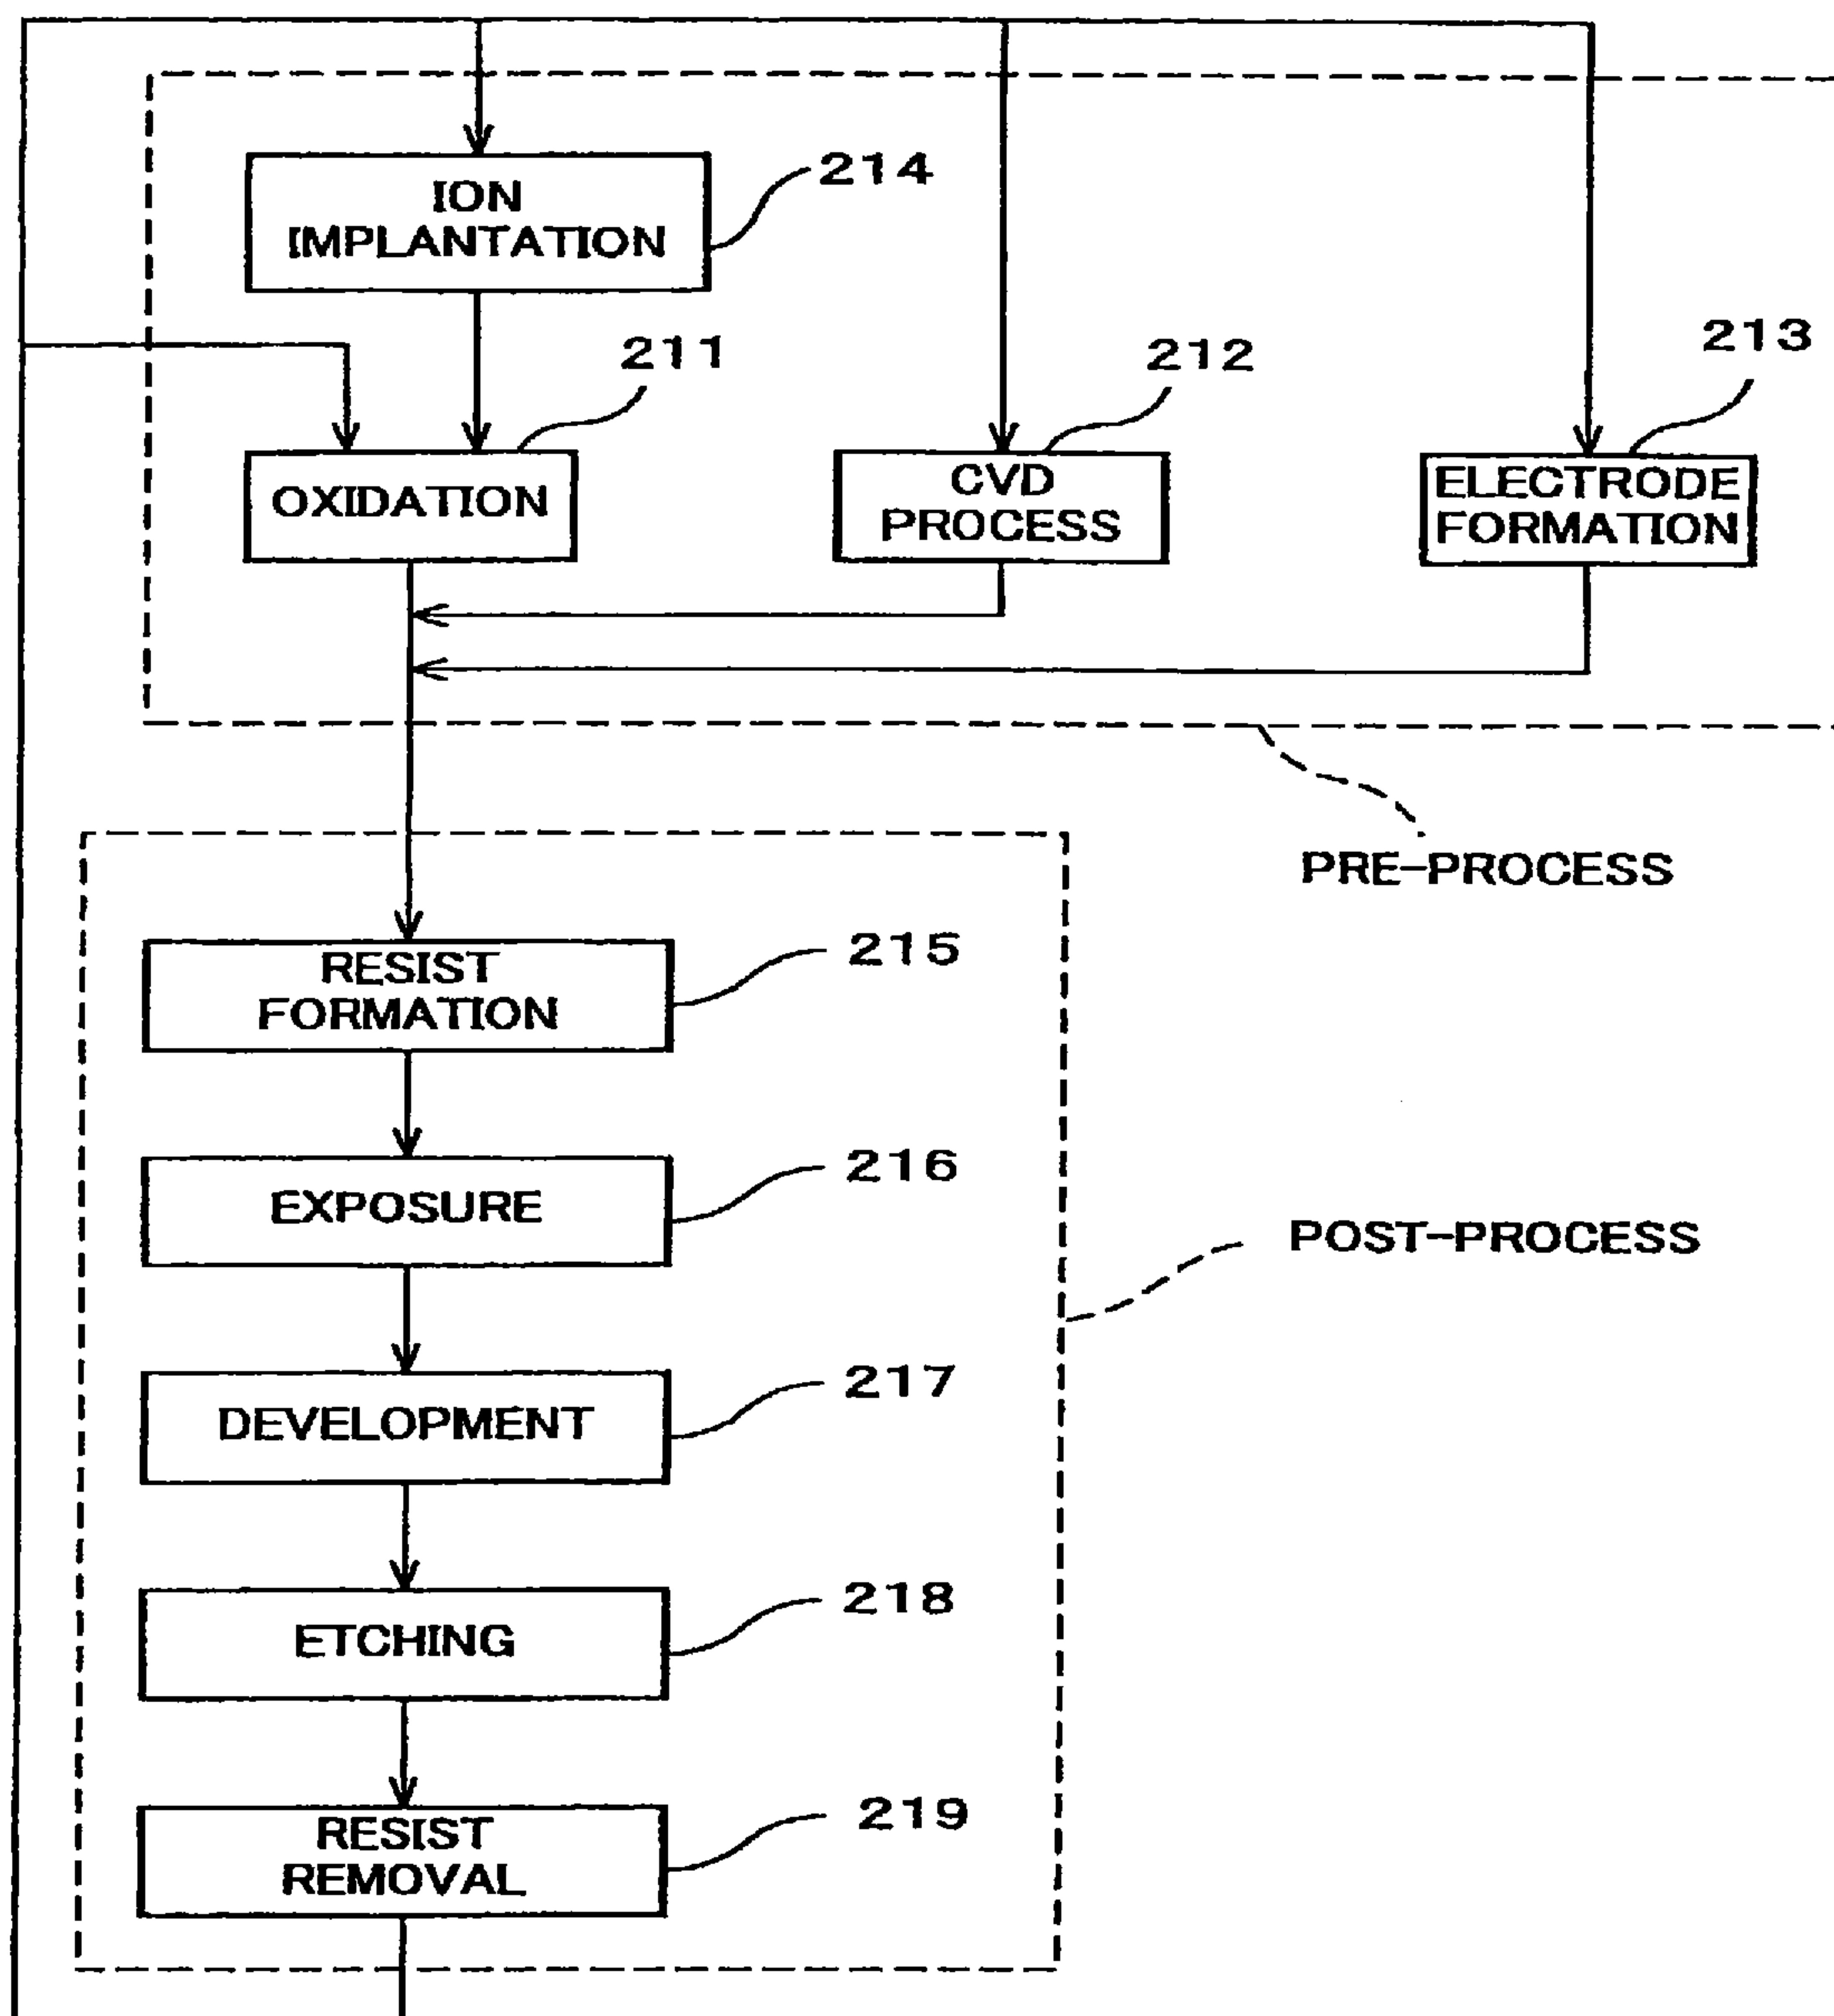 214
ION
IMPLANTATION
211
212
213
OXIDATION
CVD
PROCESS
ELECTRODE
FORMATION
PRE-PROCESS
215
RESIST
FORMATION
216
EXPOSURE
POST-PROCESS
217
DEVELOPMENT
218
ETCHING
219
RESIST
REMOVAL